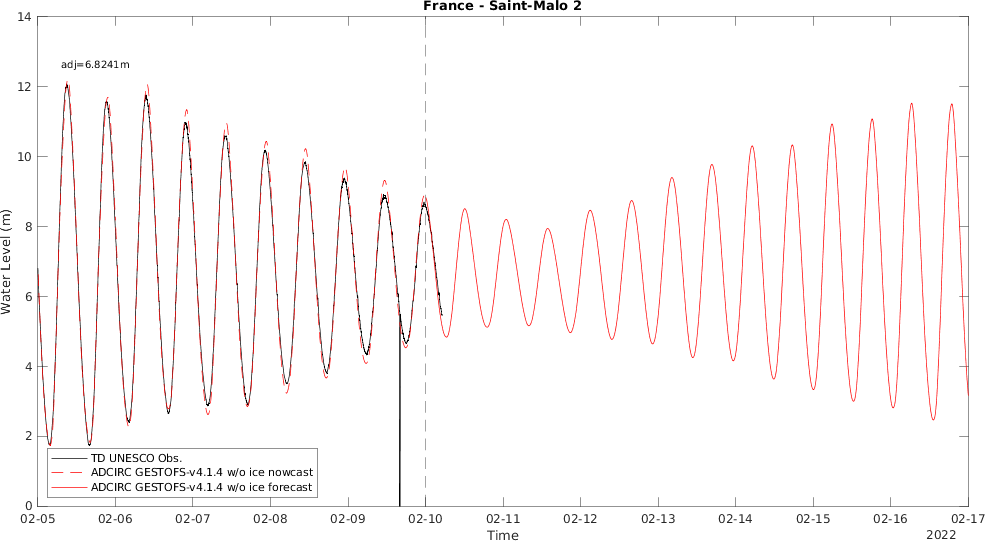 France - Saint-Malo 2
adj=6.8241m
Water Level (m)
14
12
10
8
6
4
2
0
TD UNESCO Obs.
ADCIRC GESTOFS-v4.1.4 w/o ice nowcast
ADCIRC GESTOFS-v4.1.4 w/o ice forecast
02-05 02-06 02-07 02-08 02-09 02-10 02-11 02-12 02-13 02-14 02-15 02-16 02-17
Time
2022